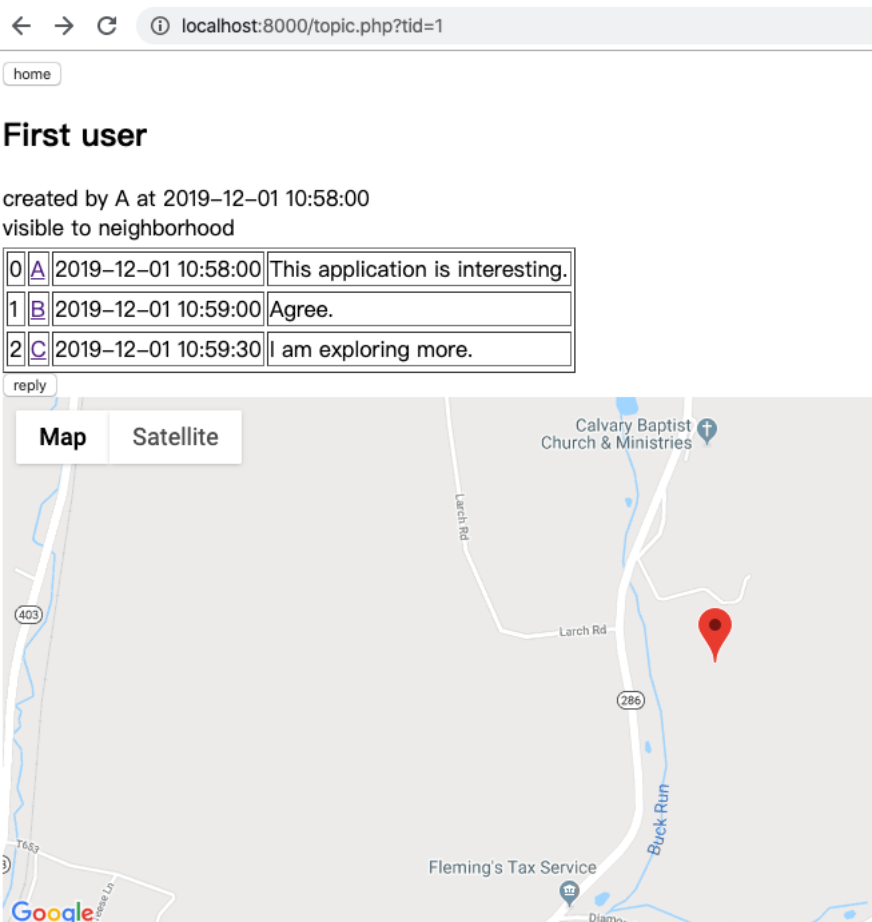 localhost:8000/topic.php?tid=1
home
First user
created by A at 2019-12-01 10:58:00
visible to neighborhood
0 A 2019-12-01 10:58:00 This application is interesting.
1 B 2019-12-01 10:59:00 Agree.
2 C 2019-12-01 10:59:30 I am exploring more.
reply
Map Satellite
Calvary Baptist
Church & Ministries
Larch Rd
403
Larch Rd
286
Buck Run
T653
Fleming's Tax Service
Google